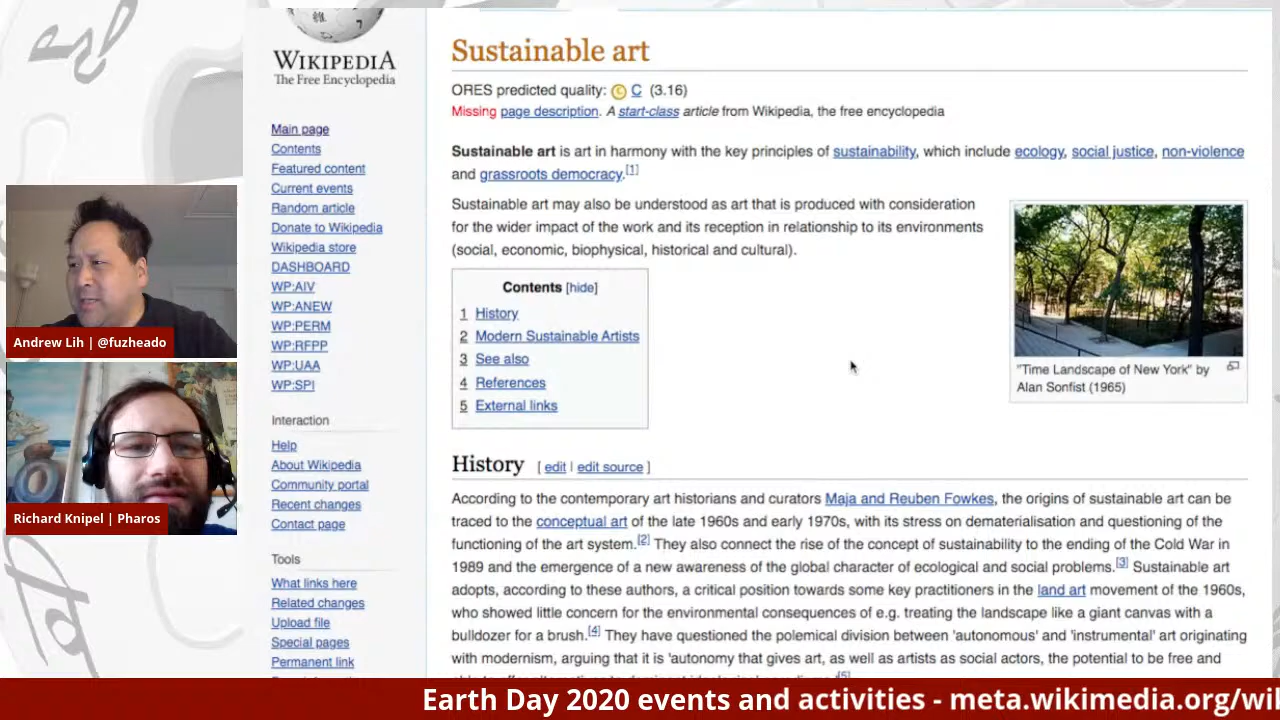 WIKIPEDIA
The Free Encyclopedia
Main page
Contents
Featured content
Current events
Random article
Donate to Wikipedia
Wikipedia store
DASHBOARD
WP:AIV
WP:ANEW
WP:PERM
WP:RFPP
WP:UAA
WP:SPI
Interaction
Help
About Wikipedia
Community portal
Recent changes
Contact page
Tools
What links here
Related changes
Upload file
Special pages
Permanent link
Sustainable art
ORES predicted quality: C C (3.16)
Missing page description. A start-class article from Wikipedia, the free encyclopedia
Sustainable art is art in harmony with the key principles of sustainability, which include ecology, social justice, non-violence
and grassroots democracy.[1]
Sustainable art may also be understood as art that is produced with consideration
for the wider impact of the work and its reception in relationship to its environments
(social, economic, biophysical, historical and cultural).
Contents [hide]
1 History
2 Modern Sustainable Artists
3 See also
4 References
5 External links
"Time Landscape of New York" by
Alan Sonfist (1965)
History [ edit | edit source ]
According to the contemporary art historians and curators Maja and Reuben Fowkes, the origins of sustainable art can be
traced to the conceptual art of the late 1960s and early 1970s, with its stress on dematerialisation and questioning of the
functioning of the art system.[2] They also connect the rise of the concept of sustainability to the ending of the Cold War in
1989 and the emergence of a new awareness of the global character of ecological and social problems.[3] Sustainable art
adopts, according to these authors, a critical position towards some key practitioners in the land art movement of the 1960s,
who showed little concern for the environmental consequences of e.g. treating the landscape like a giant canvas with a
bulldozer for a brush.[4] They have questioned the polemical division between 'autonomous' and 'instrumental' art originating
with modernism, arguing that it is 'autonomy that gives art, as well as artists as social actors, the potential to be free and
Andrew Lih | @fuzheado
Richard Knipel | Pharos
Earth Day 2020 events and activities - meta.wikimedia.org/wi